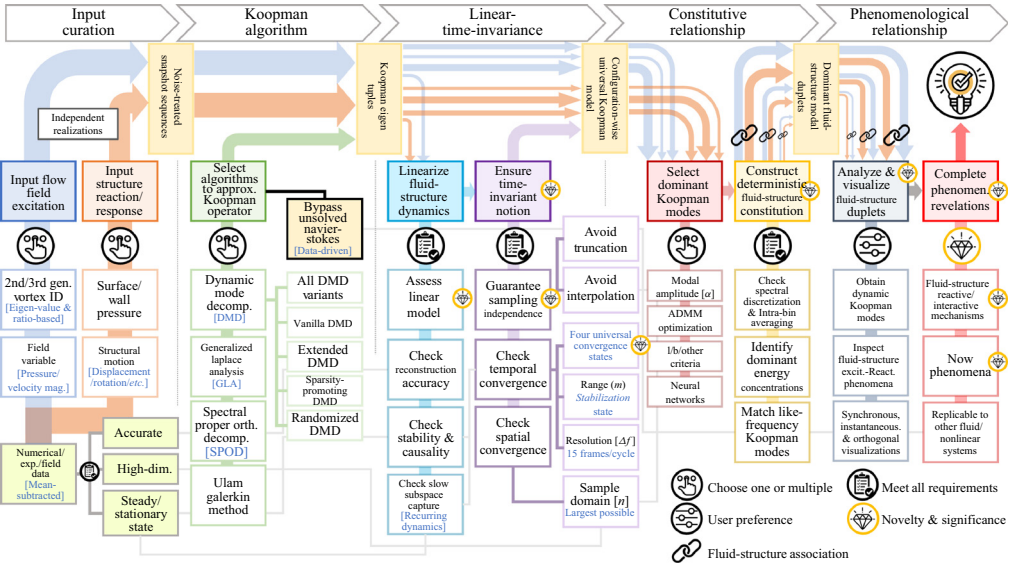 Input
curation
Koopman
algorithm
Linear-
time-invariance
Constitutive
relationship
Phenomenological
relationship
Noise-treated
snapshot sequences
Koopman eigen
tuples
Configuration-wise
universal Koopman
model
Dominant fluid-
structure modal
duplets
Independent
realizations
Input flow
field
excitation
Input
structure
reaction/
response
Select
algorithms
to approx.
Koopman
operator
Bypass
unsolved
navier-
stokes
[Data-driven]
Linearize
fluid-
structure
dynamics
Ensure
time-
invariant
notion
Select
dominant
Koopman
modes
Construct
deterministic
fluid-structure
constitution
Analyze &
visualize
fluid-structure
duplets
Complete
phenomen.
revelations
2nd/3rd gen.
vortex ID
[Eigen-value &
ratio-based]
Field
variable
[Pressure/
velocity mag.]
Surface/
wall
pressure
Structural
motion
[Displacement
/rotation/etc.]
Numerical/
exp./field
data
[Mean-
subtracted]
Accurate
High-dim.
Steady/
stationary
state
Dynamic
mode
decomp.
[DMD]
Generalized
laplace
analysis
[GLA]
Spectral
proper orth.
decomp.
[SPOD]
Ulam
galerkin
method
All DMD
variants
Vanilla DMD
Extended
DMD
Sparsity-
promoting DMD
Randomized
DMD
Assess
linear
model
Check
reconstruction
accuracy
Check
stability &
causality
Check slow
subspace
capture
[Recurring
dynamics]
Guarantee
sampling
independence
Check
temporal
convergence
Check
spatial
convergence
Avoid
truncation
Avoid
interpolation
Four universal
convergence
states
Range (m)
Stabilization
state
Resolution [Δf]
15 frames/cycle
Sample
domain [n]
Largest possible
Modal
amplitude [α]
ADMM
optimization
l/b/other
criteria
Neural
networks
Check
spectral
discretization
& Intra-bin
averaging
Identify
dominant
energy
concentrations
Match like-
frequency
Koopman
modes
Obtain
dynamic
Koopman
modes
Inspect
fluid-structure
excit.-React.
phenomena
Synchronous,
instantaneous.
& orthogonal
visualizations
Fluid-structure
reactive/
interactive
mechanisms
Now
phenomena
Replicable to
other fluid/
nonlinear
systems
Choose one or multiple
Meet all requirements
User preference
Novelty & significance
Fluid-structure association